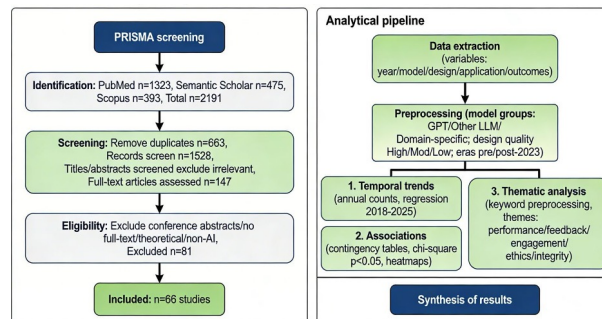 PRISMA screening
Identification: PubMed n=1323, Semantic Scholar n=475,
Scopus n=393, Total n=2191
Screening: Remove duplicates n=663,
Records screen n=1528,
Titles/abstracts screened exclude irrelevant,
Full-text articles assessed n=147
Eligibility: Exclude conference abstracts/no
full-text/theoretical/non-AI,
Excluded n=81
Included: n=66 studies
Analytical pipeline
Data extraction
(variables:
year/model/design/application/outcomes)
Preprocessing (model groups:
GPT/Other LLM/
Domain-specific; design quality
High/Mod/Low; eras pre/post-2023)
1. Temporal trends
(annual counts, regression
2018-2025)
2. Associations
(contingency tables, chi-square
p<0.05, heatmaps)
3. Thematic analysis
(keyword preprocessing,
themes:
performance/feedback/
engagement/
ethics/integrity)
Synthesis of results